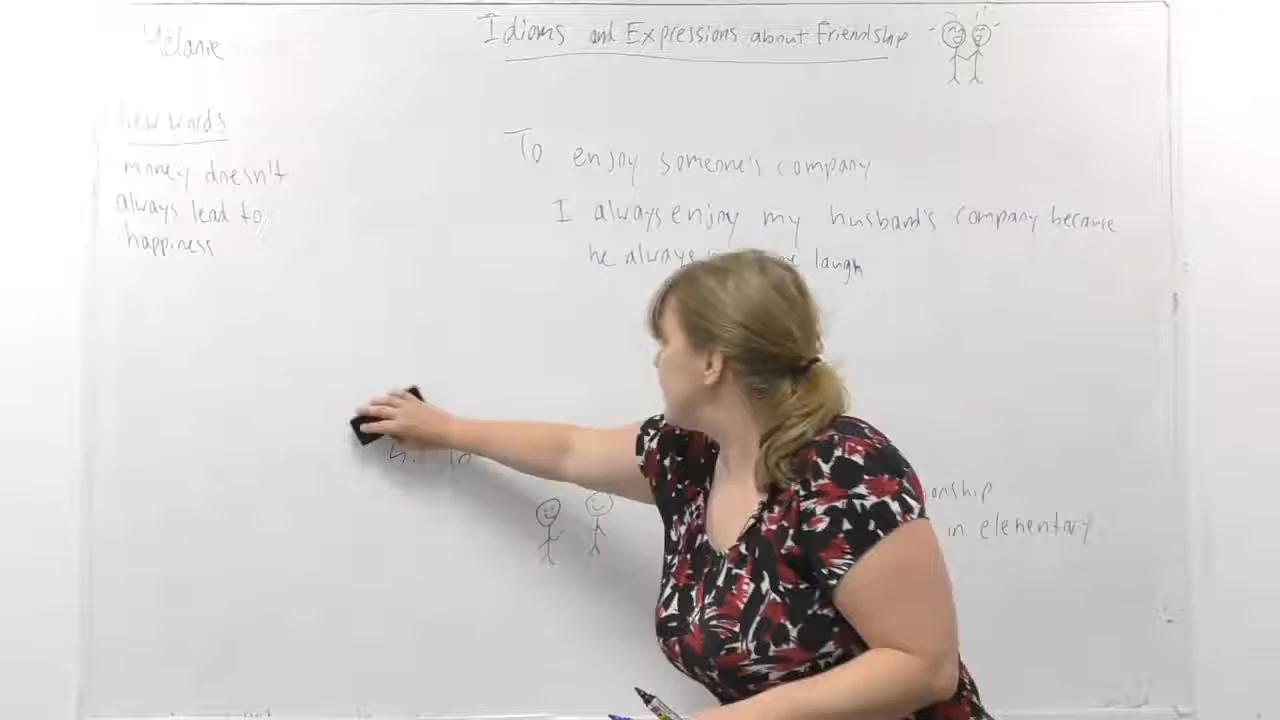 Melanie
Idioms and Expressions about Friendship
New words
money doesn't
always lead to
happiness
To enjoy someone's company
I always enjoy my husband's company because
he always me laugh
in elementary